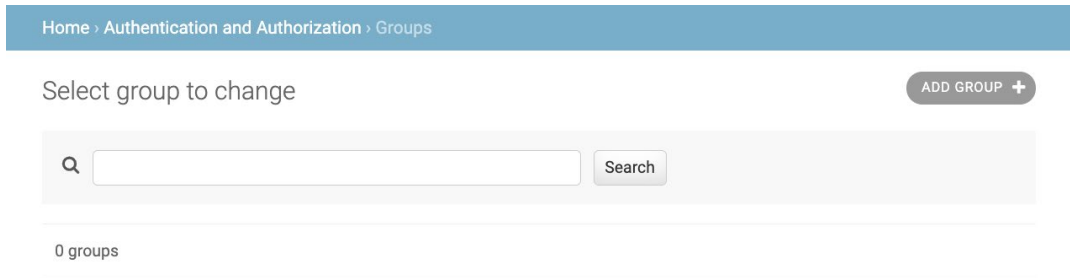 Home › Authentication and Authorization › Groups
Select group to change
ADD GROUP +
Search
0 groups